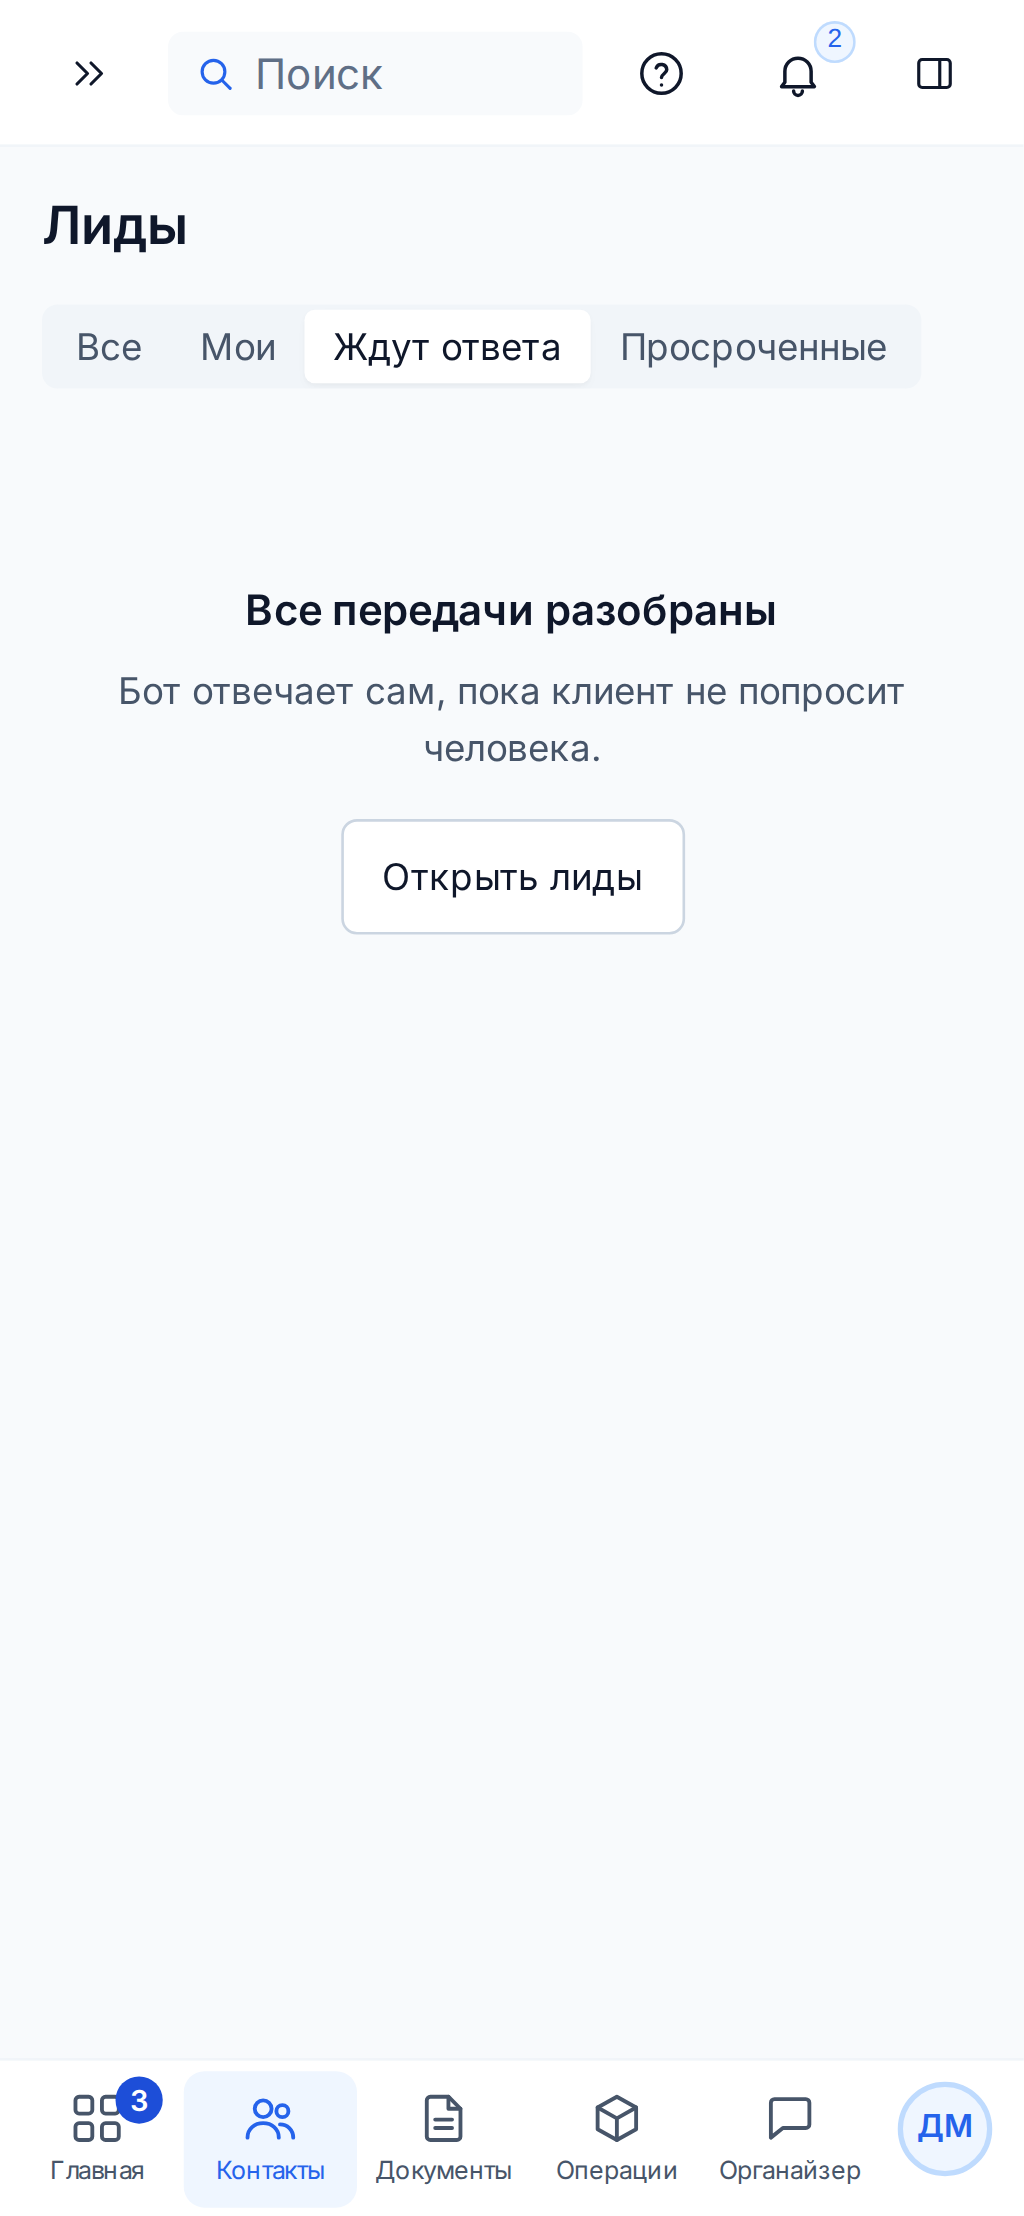 Поиск
2
Лиды
Все Мои Ждут ответа Просроченные
Все передачи разобраны
Бот отвечает сам, пока клиент не попросит
человека.
Открыть лиды
3
ДМ
Главная Контакты Документы Операции Органайзер